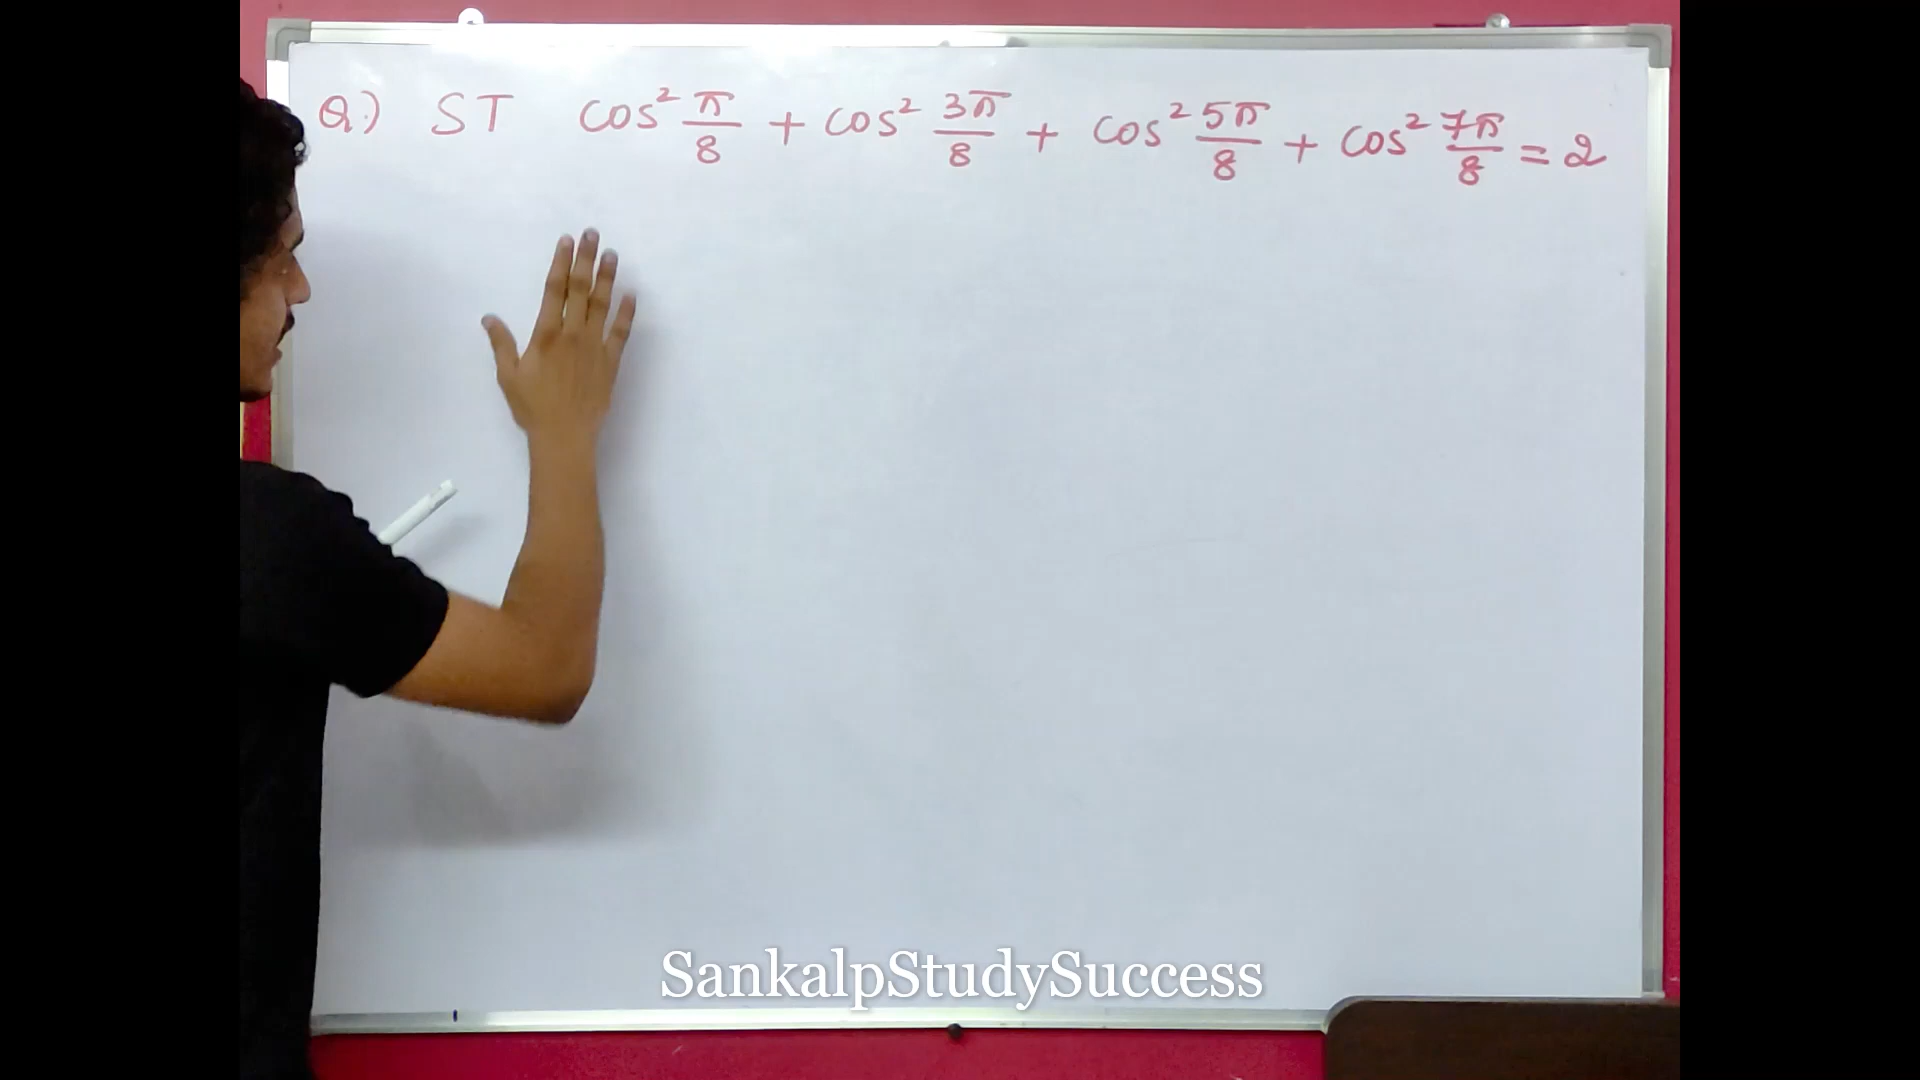 Q.) ST cos² π/8 + cos² 3π/8 + cos² 5π/8 + cos² 7π/8 = 2
SankalpStudySuccess